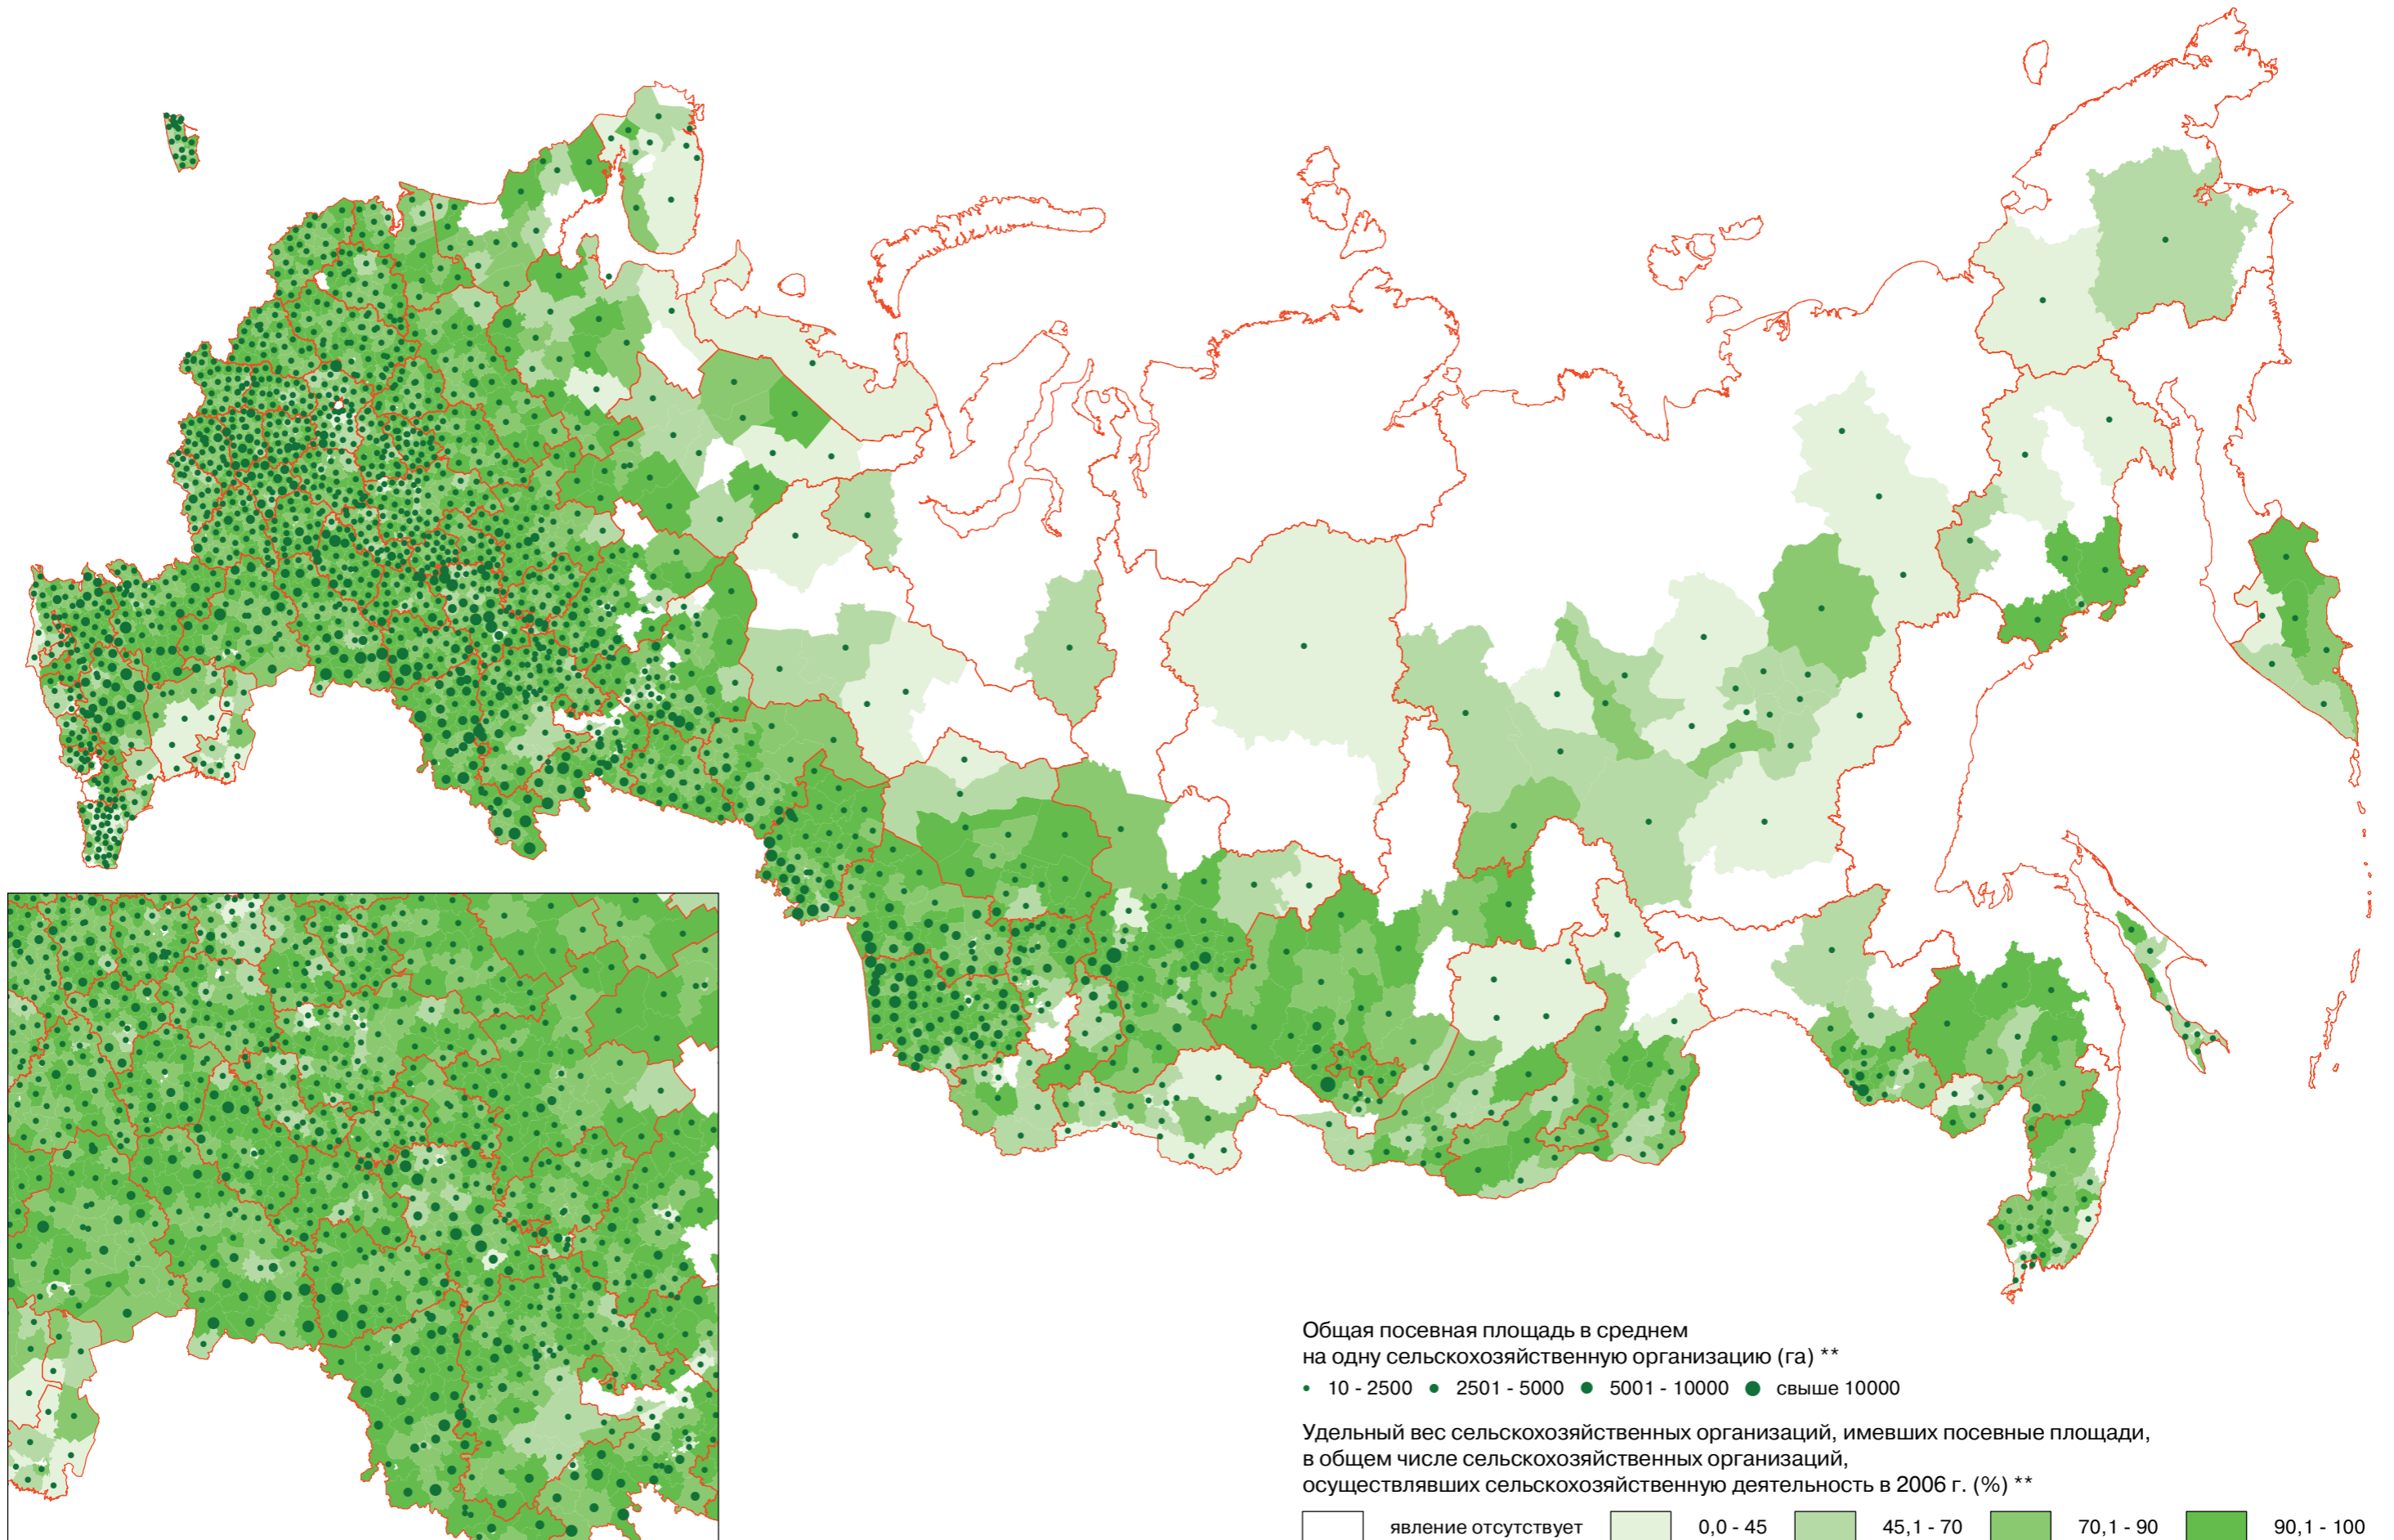 Общая посевная площадь в среднем
на одну сельскохозяйственную организацию (га) **
10 - 2500 2501 - 5000 5001 - 10000 свыше 10000
Удельный вес сельскохозяйственных организаций, имевших посевные площади,
в общем числе сельскохозяйственных организаций,
осуществлявших сельскохозяйственную деятельность в 2006 г. (%) **
явление отсутствует 0,0 - 45 45,1 - 70 70,1 - 90 90,1 - 100